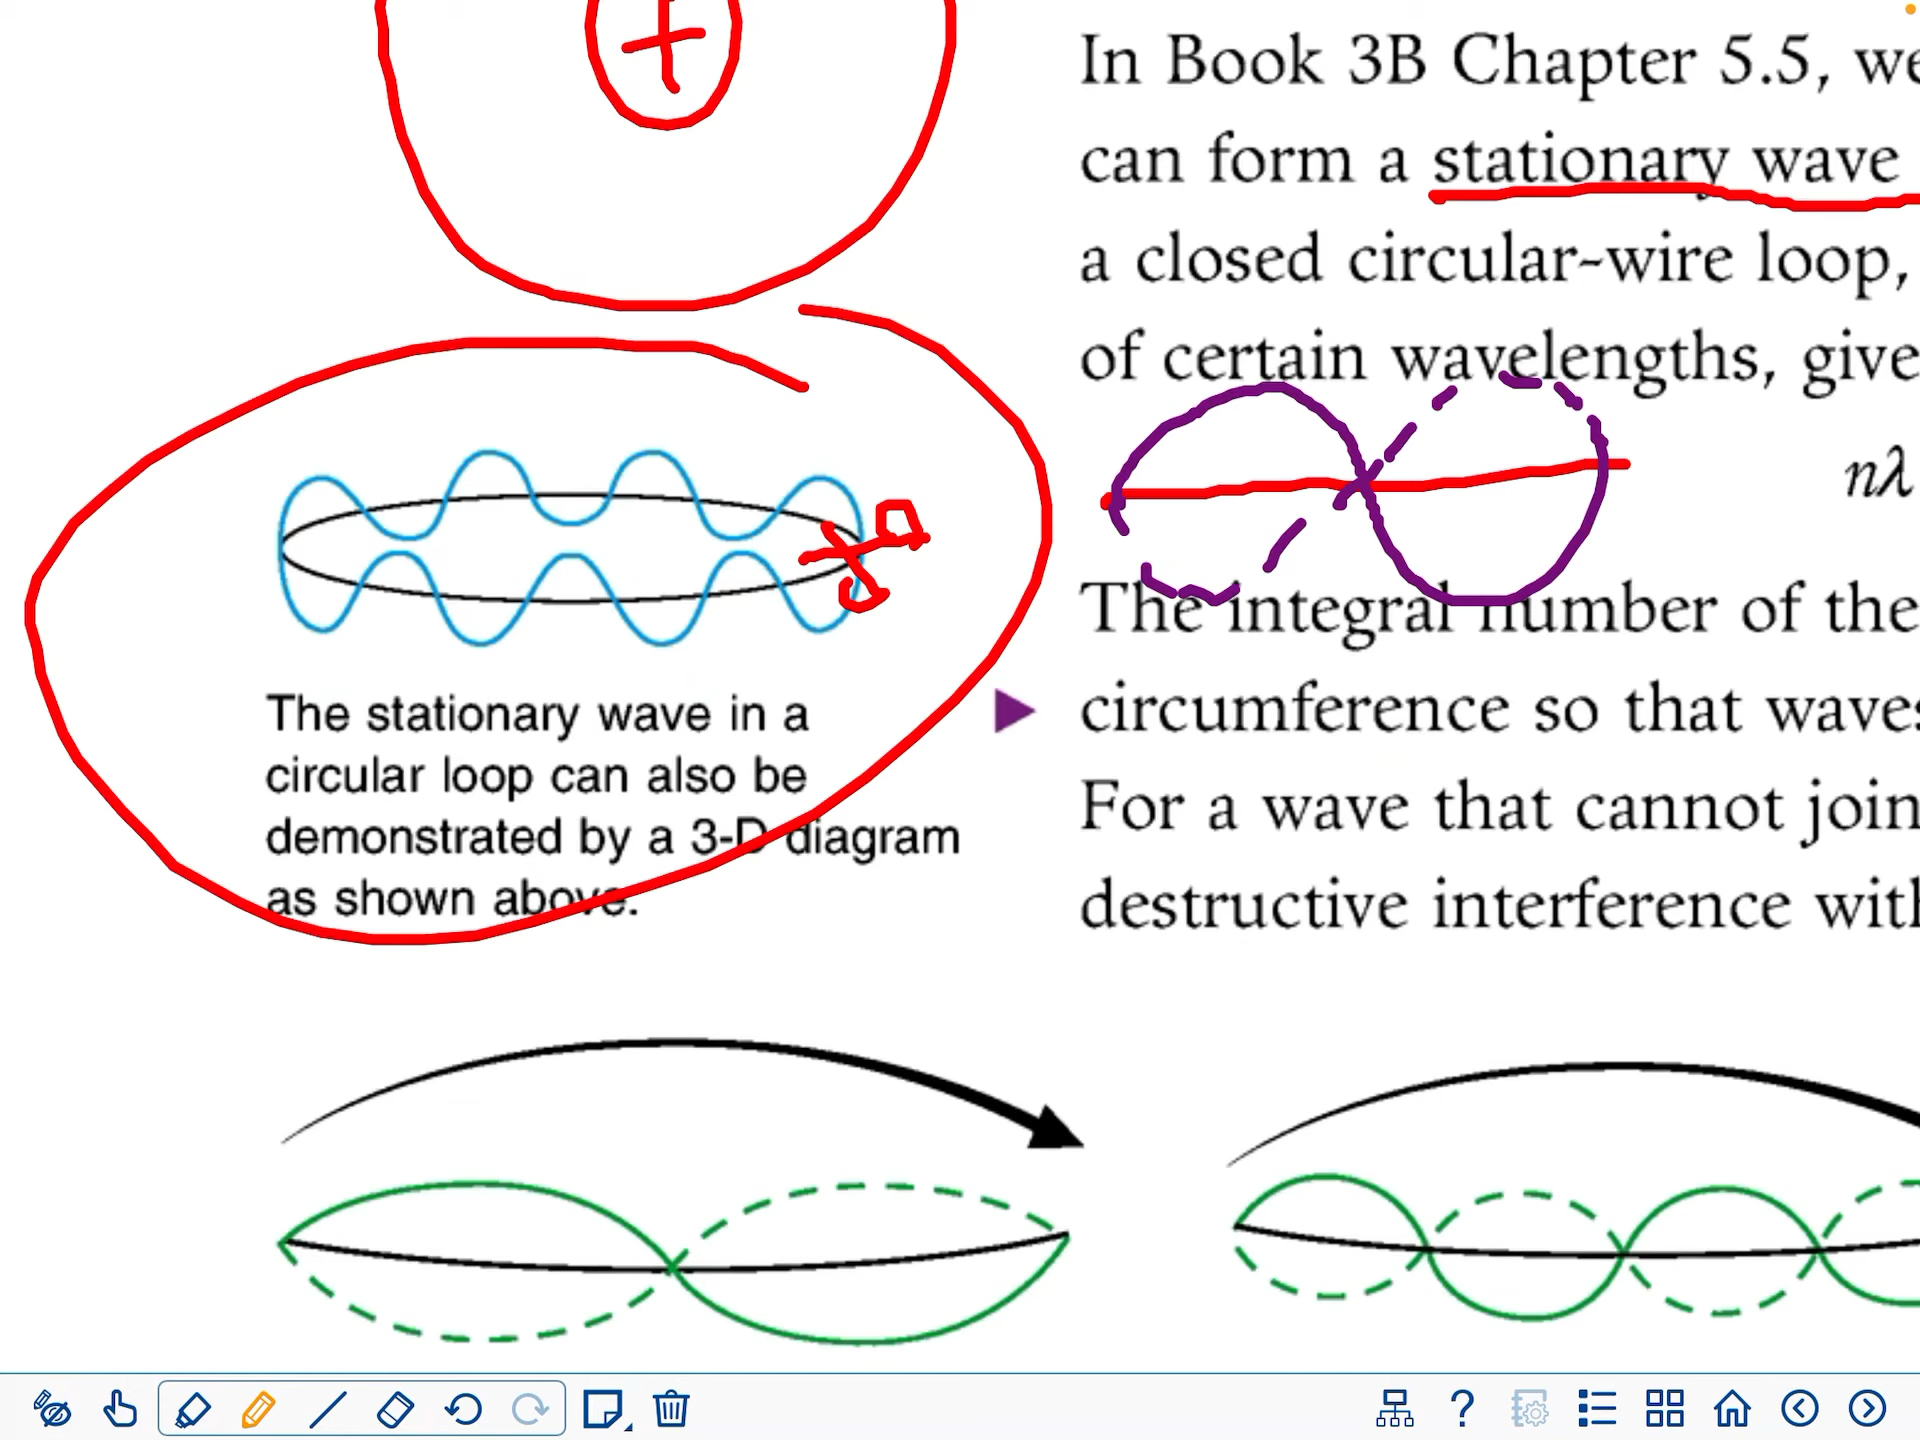 In Book 3B Chapter 5.5, we
can form a stationary wave
a closed circular-wire loop,
of certain wavelengths, give
nλ
The integral number of the
circumference so that waves
For a wave that cannot join
destructive interference with
+
The stationary wave in a
circular loop can also be
demonstrated by a 3-D diagram
as shown above.
?